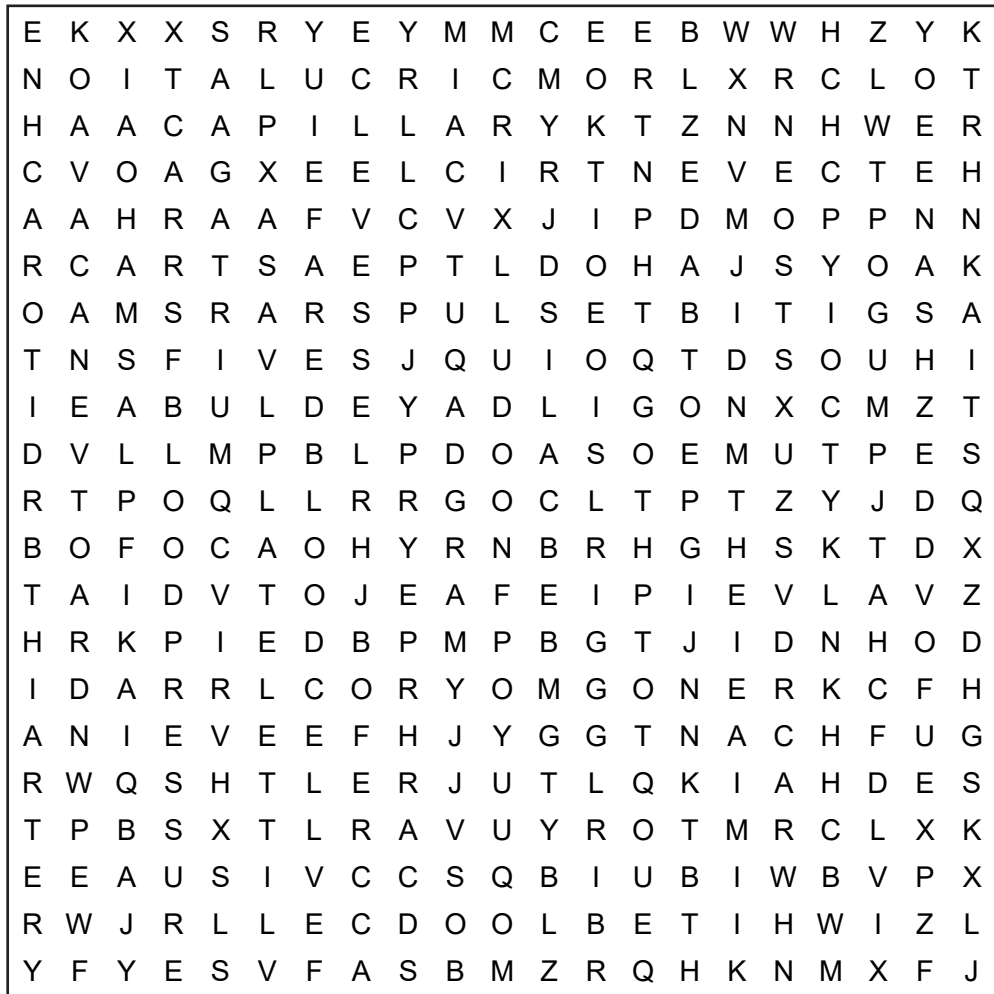 E K X X S R Y E Y M M C E E B W W H Z Y K
N O I T A L U C R I C M O R L X R C L O T
H A A C A P I L L A R Y K T Z N N H W E R
C V O A G X E E L C I R T N E V E C T E H
A A H R A A F V C V X J I P D M O P P N N
R C A R T S A E P T L D O H A J S Y O A K
O A M S R A R S P U L S E T B I T I G S A
T N S F I V E S J Q U I O Q T D S O U H I
I E A B U L D E Y A D L I G O N X C M Z T
D V L L M P B L P D O A S O E M U T P E S
R T P O Q L L R R G O C L T P T Z Y J D Q
B O F O C A O H Y R N B R H G H S K T D X
T A I D V T O J E A F E I P I E V L A V Z
H R K P I E D B P M P B G T J I D N H O D
I D A R R L C O R Y O M G O N E R K C F H
A N I E V E E F H J Y G G T N A C H F U G
R W Q S H T L E R J U T L Q K I A H D E S
T P B S X T L R A V U Y R O T M R C L X K
E E A U S I V C C S Q B I U B I W B V P X
R W J R L L E C D O O L B E T I H W I Z L
Y F Y E S V F A S B M Z R Q H K N M X F J